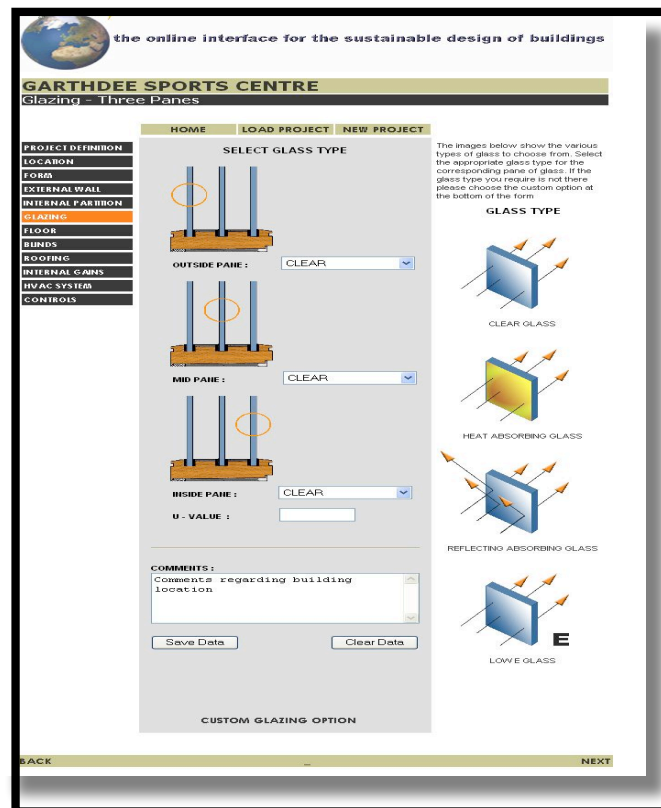 the online interface for the sustainable design of buildings
GARTHDEE SPORTS CENTRE
Glazing - Three Panes
HOME LOAD PROJECT NEW PROJECT
PROJECT DEFINITION
LOCATION
FORM
EXTERNAL WALL
INTERNAL PARTITION
GLAZING
FLOOR
BLINDS
ROOFING
INTERNAL GAINS
HVAC SYSTEM
CONTROLS
SELECT GLASS TYPE
OUTSIDE PANE : CLEAR
MID PANE : CLEAR
INSIDE PANE : CLEAR
U - VALUE :
COMMENTS :
Comments regarding building
location
Save Data Clear Data
CUSTOM GLAZING OPTION
The images below show the various
types of glass to choose from. Select
the appropriate glass type for the
corresponding pane of glass. If the
glass type you require is not there
please choose the custom option at
the bottom of the form
GLASS TYPE
CLEAR GLASS
HEAT ABSORBING GLASS
REFLECTING ABSORBING GLASS
E
LOW E GLASS
BACK NEXT